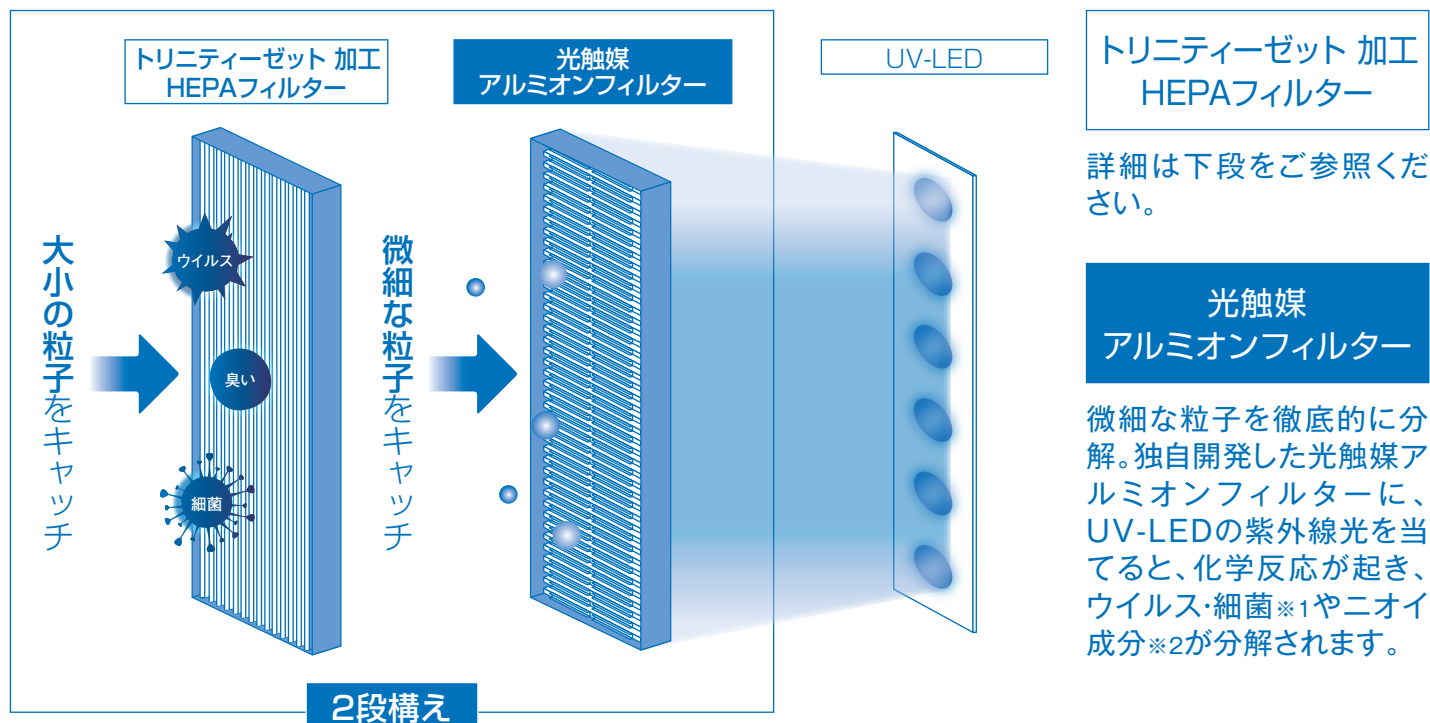 トリニティーゼット 加工
HEPAフィルター
光触媒
アルミオンフィルター
UV-LED
大小の粒子をキャッチ
ウイルス
臭い
細菌
微細な粒子をキャッチ
2段構え
トリニティーゼット 加工
HEPAフィルター
詳細は下段をご参照くだ
さい。
光触媒
アルミオンフィルター
微細な粒子を徹底的に分
解。独自開発した光触媒ア
ルミオンフィルターに、
UV-LEDの紫外線光を当
てると、化学反応が起き、
ウイルス・細菌※1やニオイ
成分※2が分解されます。